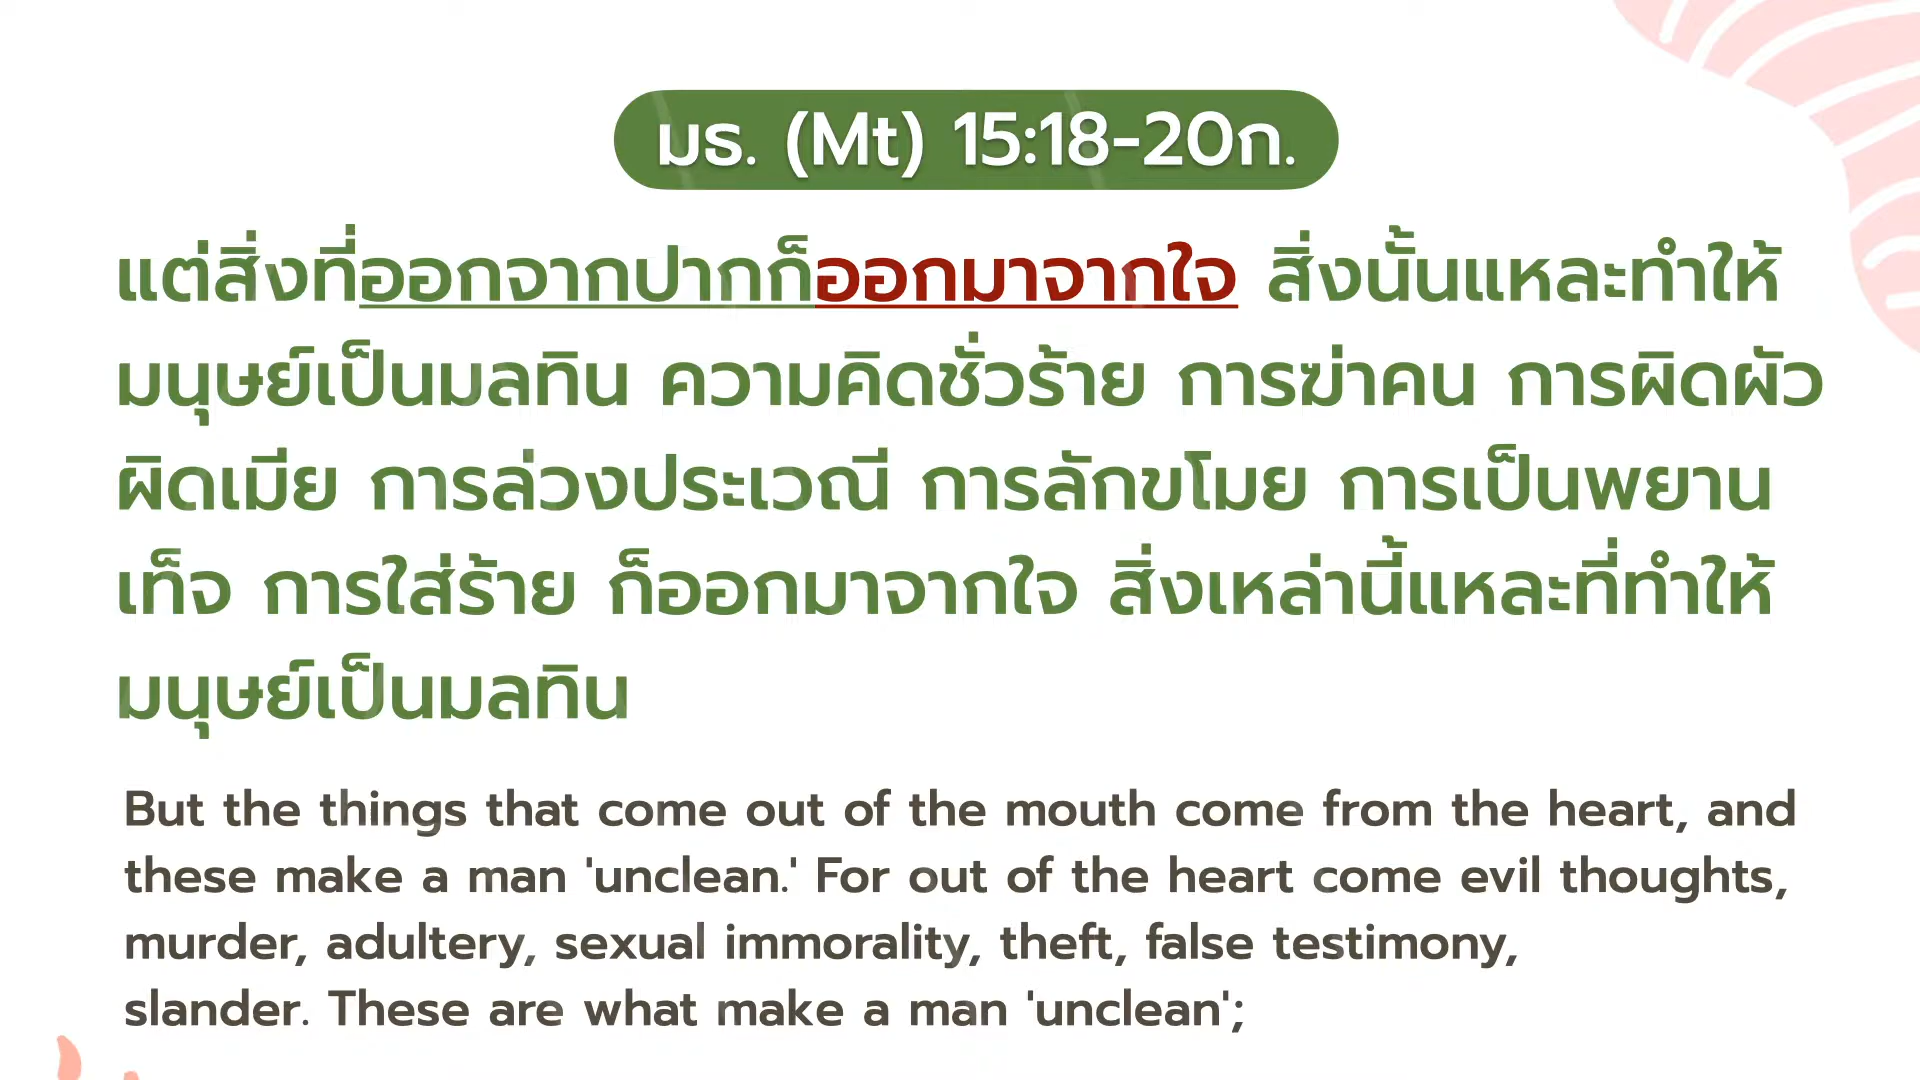 มธ. (Mt) 15:18-20ก.
แต่สิ่งที่ออกจากปากก็ออกมาจากใจ สิ่งนั้นแหละทำให้
มนุษย์เป็นมลทิน ความคิดชั่วร้าย การฆ่าคน การผิดผัว
ผิดเมีย การล่วงประเวณี การลักขโมย การเป็นพยาน
เท็จ การใส่ร้าย ก็ออกมาจากใจ สิ่งเหล่านี้แหละที่ทำให้
มนุษย์เป็นมลทิน
But the things that come out of the mouth come from the heart, and
these make a man 'unclean.' For out of the heart come evil thoughts,
murder, adultery, sexual immorality, theft, false testimony,
slander. These are what make a man 'unclean';